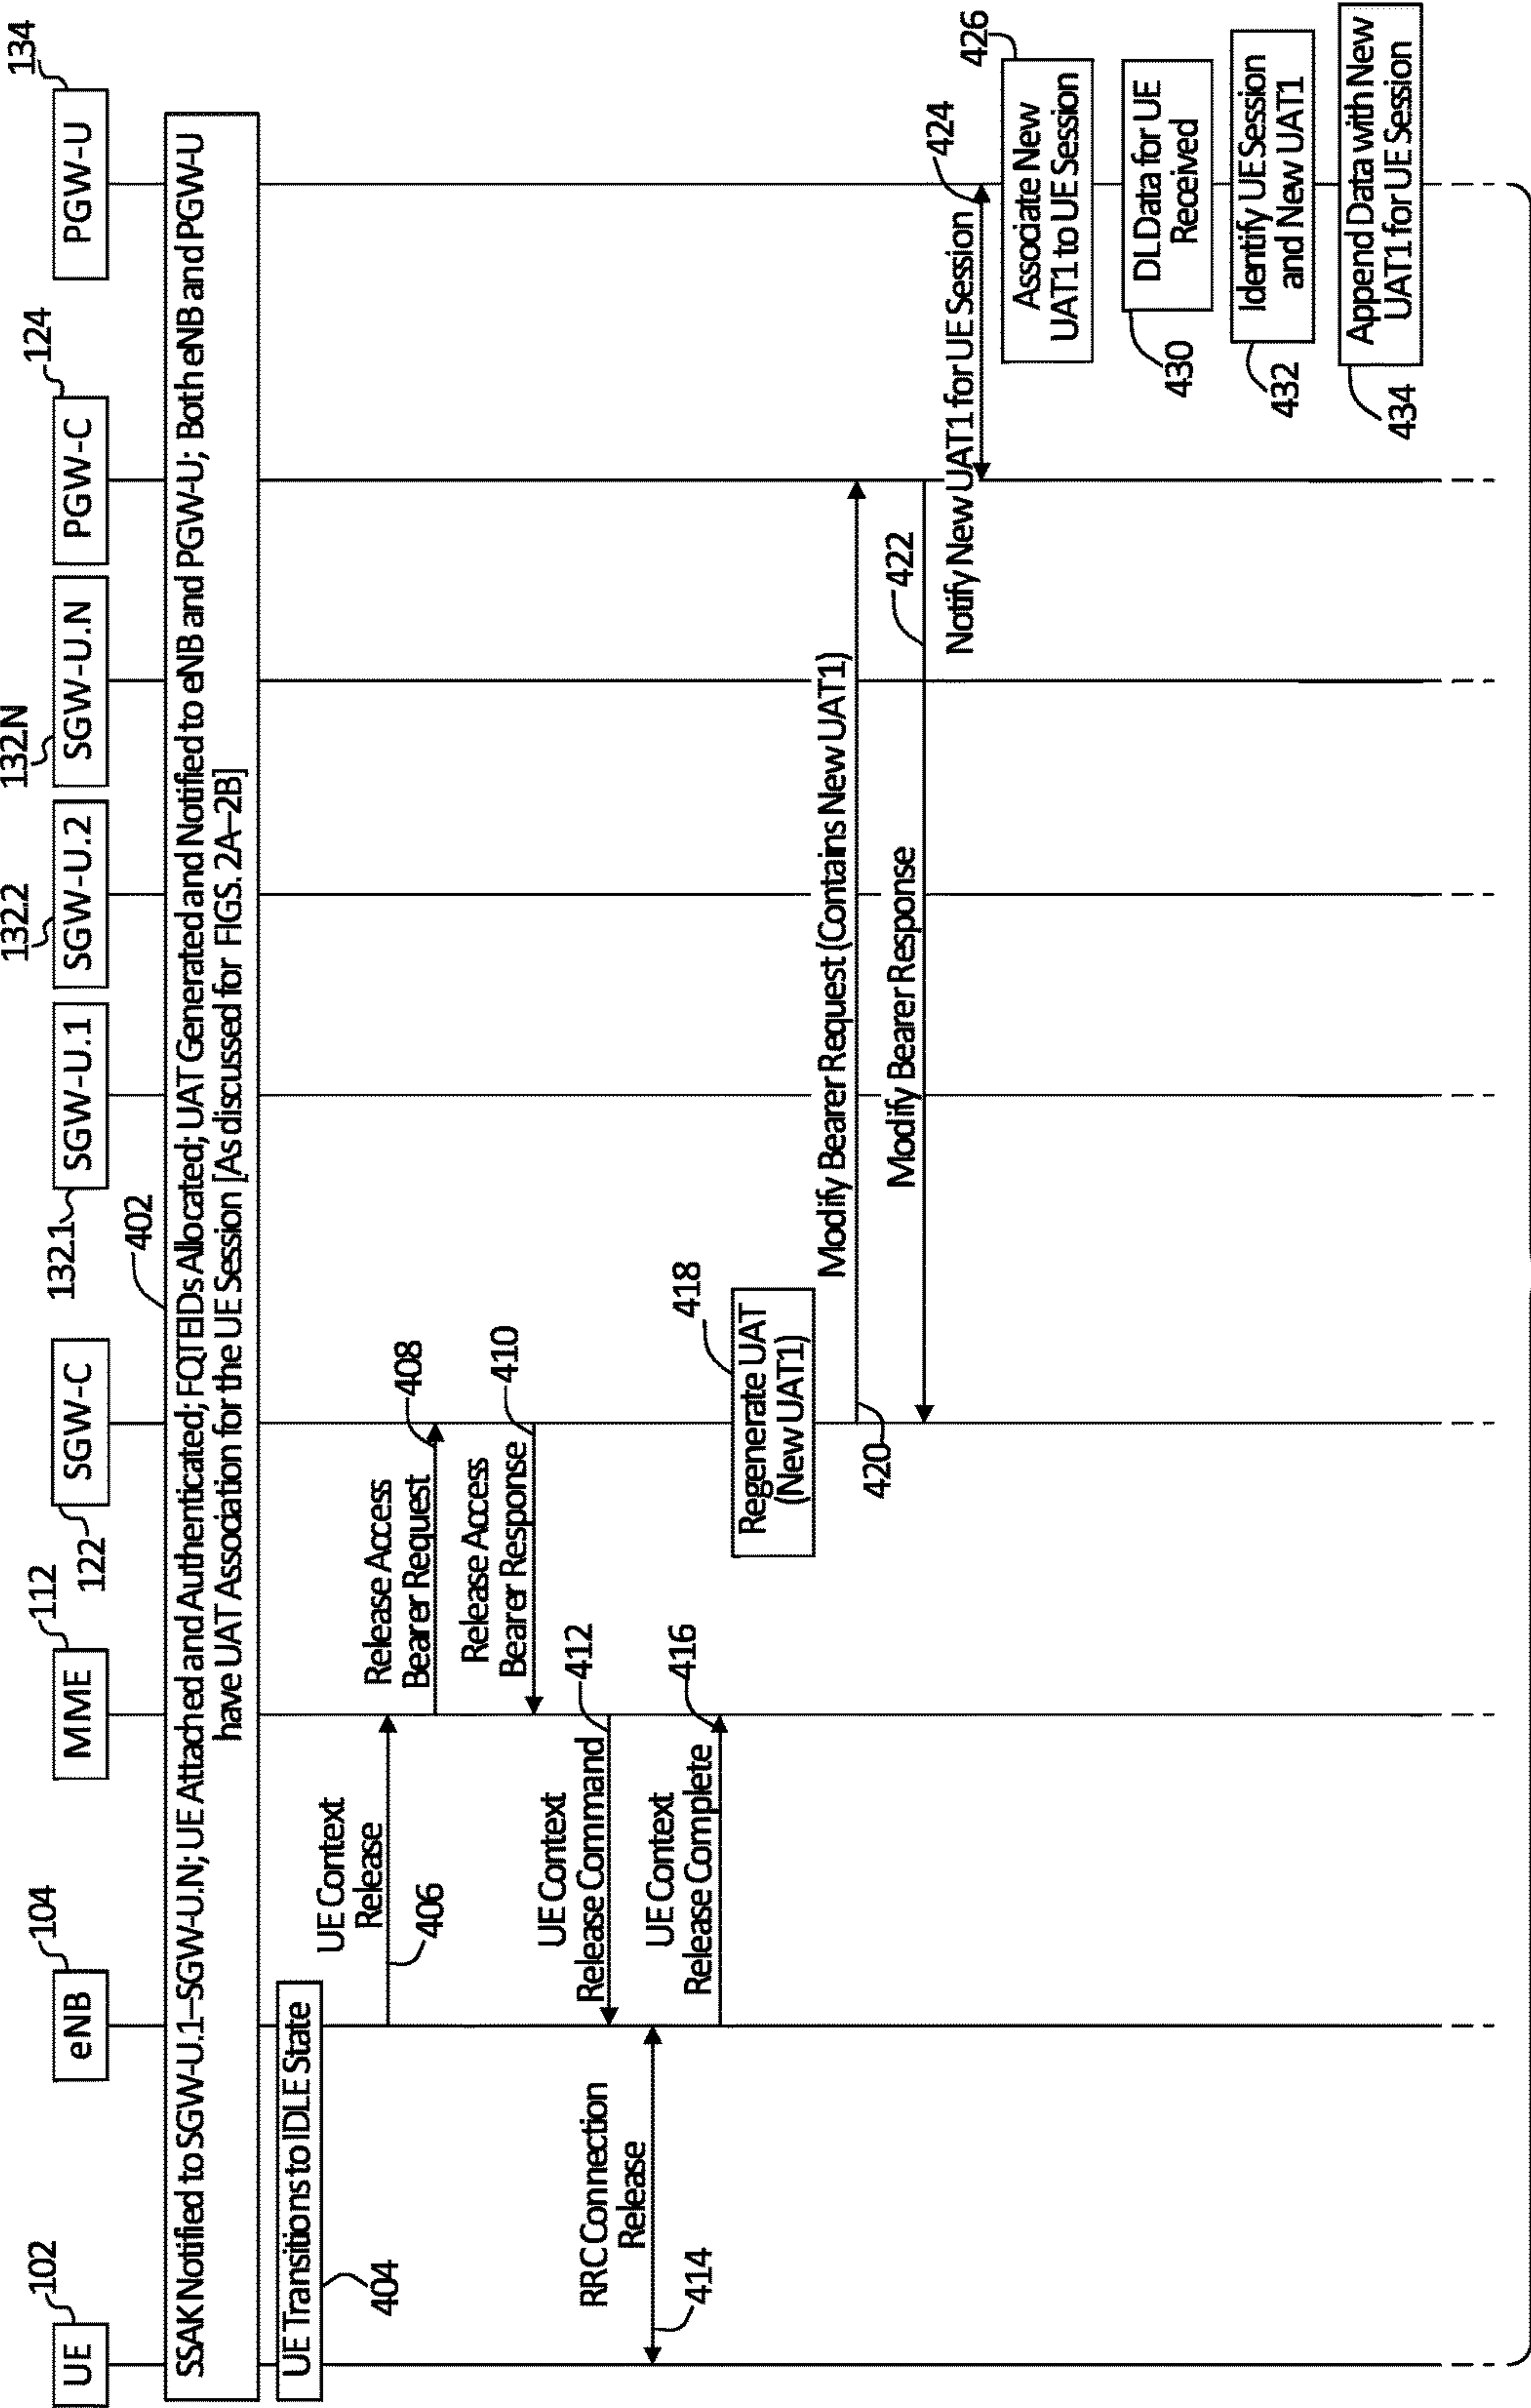 UE
102
eNB
104
MME
112
SGW-C
122
SGW-U.1
132.1
SGW-U.2
132.2
SGW-U.N
132.N
PGW-C
124
PGW-U
134
402
SSAK Notified to SGW-U.1–SGW-U.N; UE Attached and Authenticated; FQTEIDs Allocated; UAT Generated and Notified to eNB and PGW-U; Both eNB and PGW-U
have UAT Association for the UE Session [As discussed for FIGS. 2A–2B]
UE Transitions to IDLE State
404
UE Context
Release
406
Release Access
Bearer Request
408
Release Access
Bearer Response
410
UE Context
Release Command
412
RRC Connection
Release
414
UE Context
Release Complete
416
Regenerate UAT
(New UAT1)
418
Modify Bearer Request (Contains New UAT1)
420
Modify Bearer Response
422
Notify New UAT1 for UE Session
424
Associate New
UAT1 to UE Session
426
DL Data for UE
Received
430
Identify UE Session
and New UAT1
432
Append Data with New
UAT1 for UE Session
434